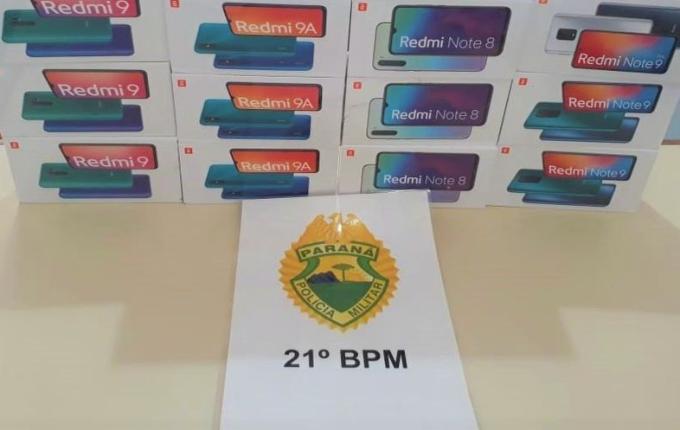 Redmi 9
Redmi 9A
Redmi Note 8
Redmi Note 9
Redmi 9
Redmi 9A
Redmi Note 8
Redmi Note 9
Redmi 9
Redmi 9A
Redmi Note 8
Redmi Note 9
PARANÁ
POLÍCIA MILITAR
21º BPM